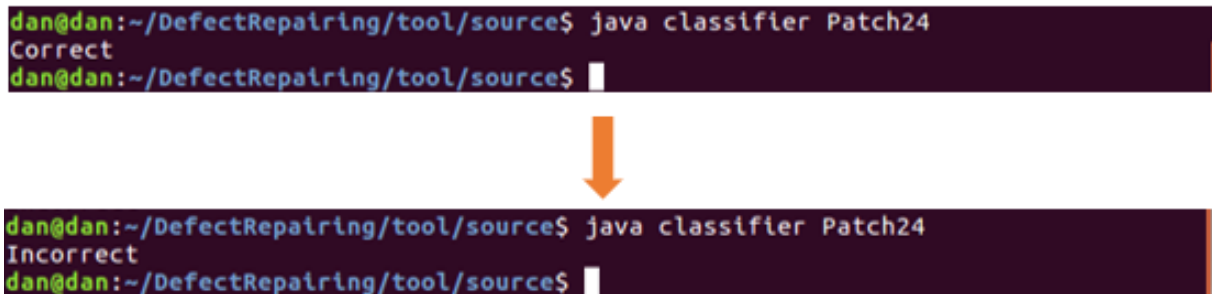 dan@dan:~/DefectRepairing/tool/source$ java classifier Patch24
Correct
dan@dan:~/DefectRepairing/tool/source$
dan@dan:~/DefectRepairing/tool/source$ java classifier Patch24
Incorrect
dan@dan:~/DefectRepairing/tool/source$